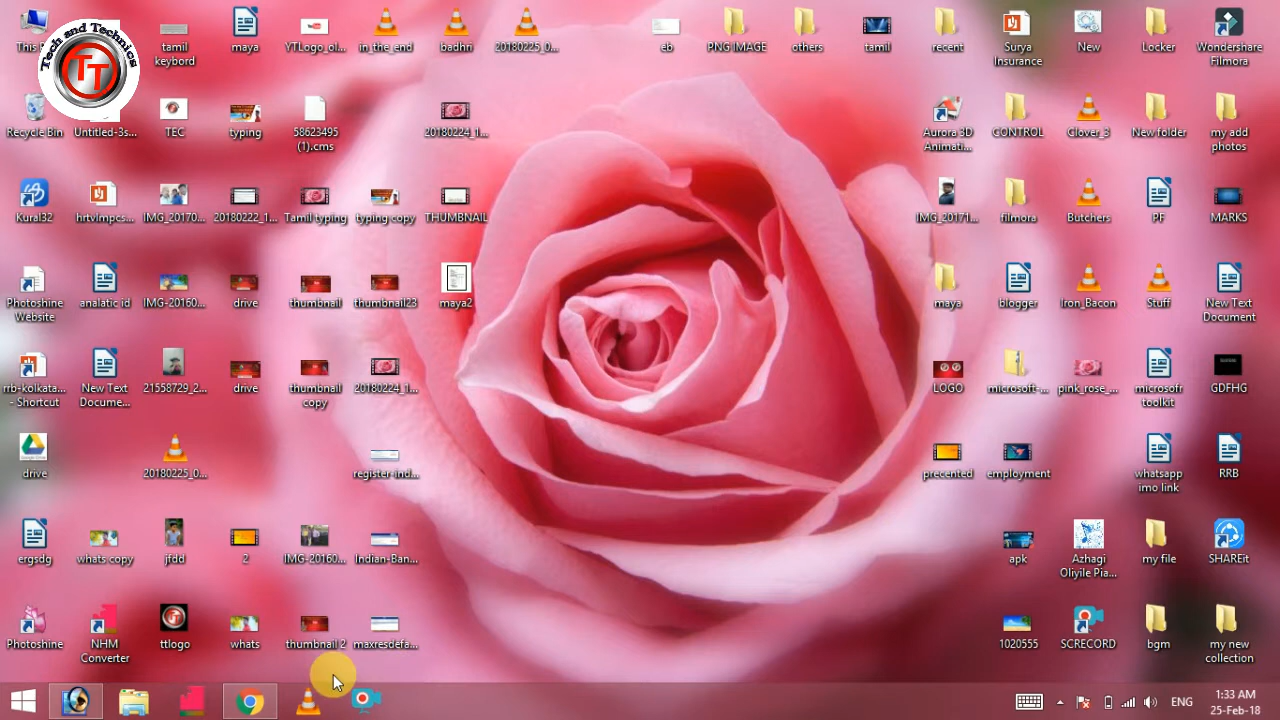 Tech and Technics
TT
This
tamil
keybord
maya
YTLogo_ol...
in_the_end
badhri
20180225_0...
eb
PNG IMAGE
others
tamil
recent
Surya
Insurance
New
Locker
Wondershare
Filmora
Recycle Bin
Untitled-3s...
TEC
typing
58623495
(1).cms
20180224_1...
Aurora 3D
Animati...
CONTROL
Clover_3
New folder
my add
photos
Kural32
hrtvlmpcs...
IMG_20170...
20180222_1...
Tamil typing
typing copy
THUMBNAIL
IMG_20171...
filmora
Butchers
PF
MARKS
Photoshine
Website
analatic id
IMG-20160...
drive
thumbnail
thumbnail23
maya2
maya
blogger
Iron_Bacon
Stuff
New Text
Document
rrb-kolkata...
- Shortcut
New Text
Docume...
21558729_2...
drive
thumbnail
copy
20180224_1...
LOGO
microsoft-...
pink_rose_...
microsoft
toolkit
GDFHG
drive
20180225_0...
register-ind...
precented
employment
whatsapp
imo link
RRB
ergsdg
whats copy
jfdd
2
IMG-20160...
Indian-Ban...
apk
Azhagi
Oliyile Pia...
my file
SHAREit
Photoshine
NHM
Converter
ttlogo
whats
thumbnail 2
maxresdefa...
1020555
SCRECORD
bgm
my new
collection
ENG
1:33 AM
25-Feb-18